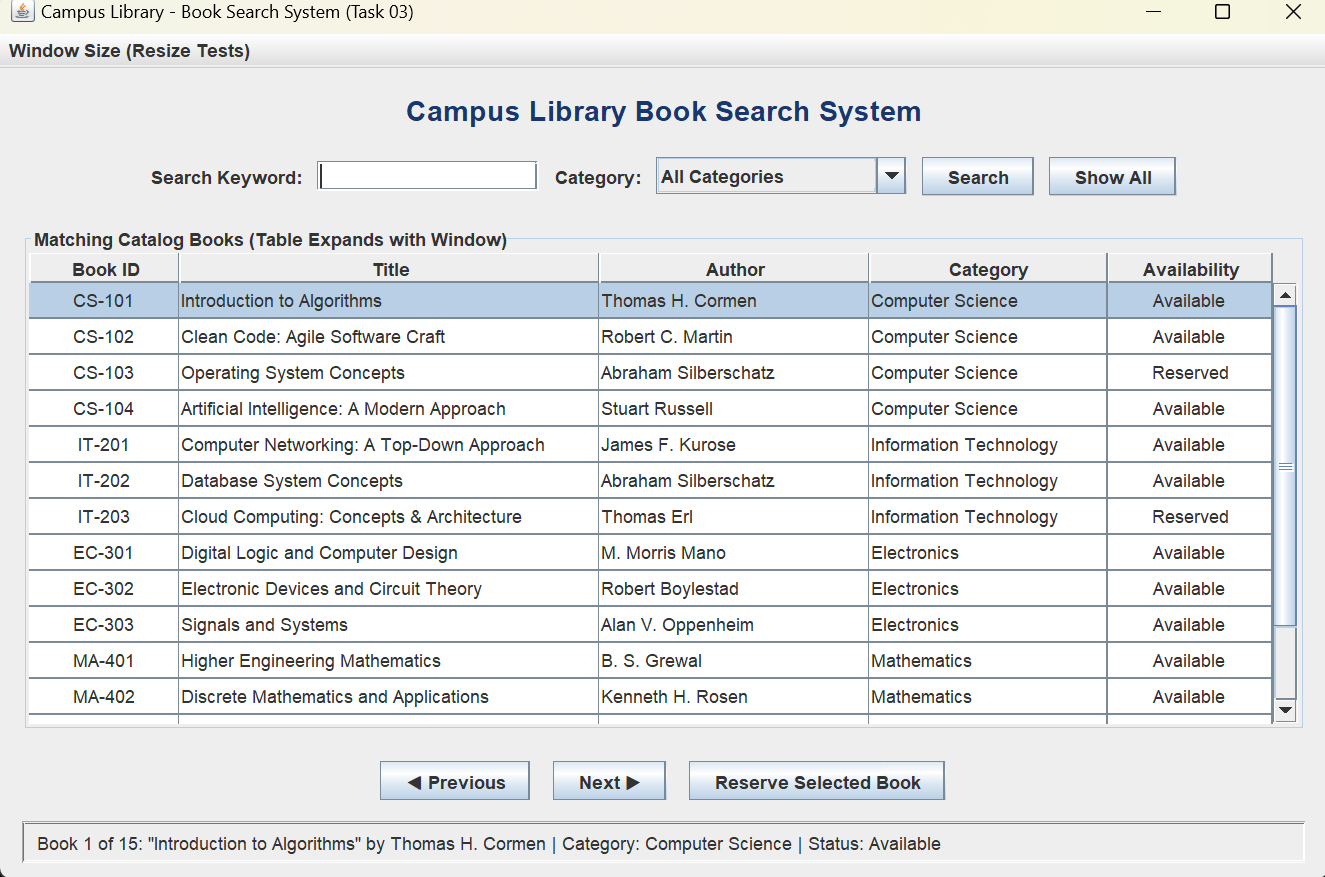 Campus Library - Book Search System (Task 03)
Window Size (Resize Tests)
Campus Library Book Search System
Search Keyword: Category: All Categories Search Show All
Matching Catalog Books (Table Expands with Window)
Book ID Title Author Category Availability
CS-101 Introduction to Algorithms Thomas H. Cormen Computer Science Available
CS-102 Clean Code: Agile Software Craft Robert C. Martin Computer Science Available
CS-103 Operating System Concepts Abraham Silberschatz Computer Science Reserved
CS-104 Artificial Intelligence: A Modern Approach Stuart Russell Computer Science Available
IT-201 Computer Networking: A Top-Down Approach James F. Kurose Information Technology Available
IT-202 Database System Concepts Abraham Silberschatz Information Technology Available
IT-203 Cloud Computing: Concepts & Architecture Thomas Erl Information Technology Reserved
EC-301 Digital Logic and Computer Design M. Morris Mano Electronics Available
EC-302 Electronic Devices and Circuit Theory Robert Boylestad Electronics Available
EC-303 Signals and Systems Alan V. Oppenheim Electronics Available
MA-401 Higher Engineering Mathematics B. S. Grewal Mathematics Available
MA-402 Discrete Mathematics and Applications Kenneth H. Rosen Mathematics Available
◀ Previous Next ▶ Reserve Selected Book
Book 1 of 15: "Introduction to Algorithms" by Thomas H. Cormen | Category: Computer Science | Status: Available